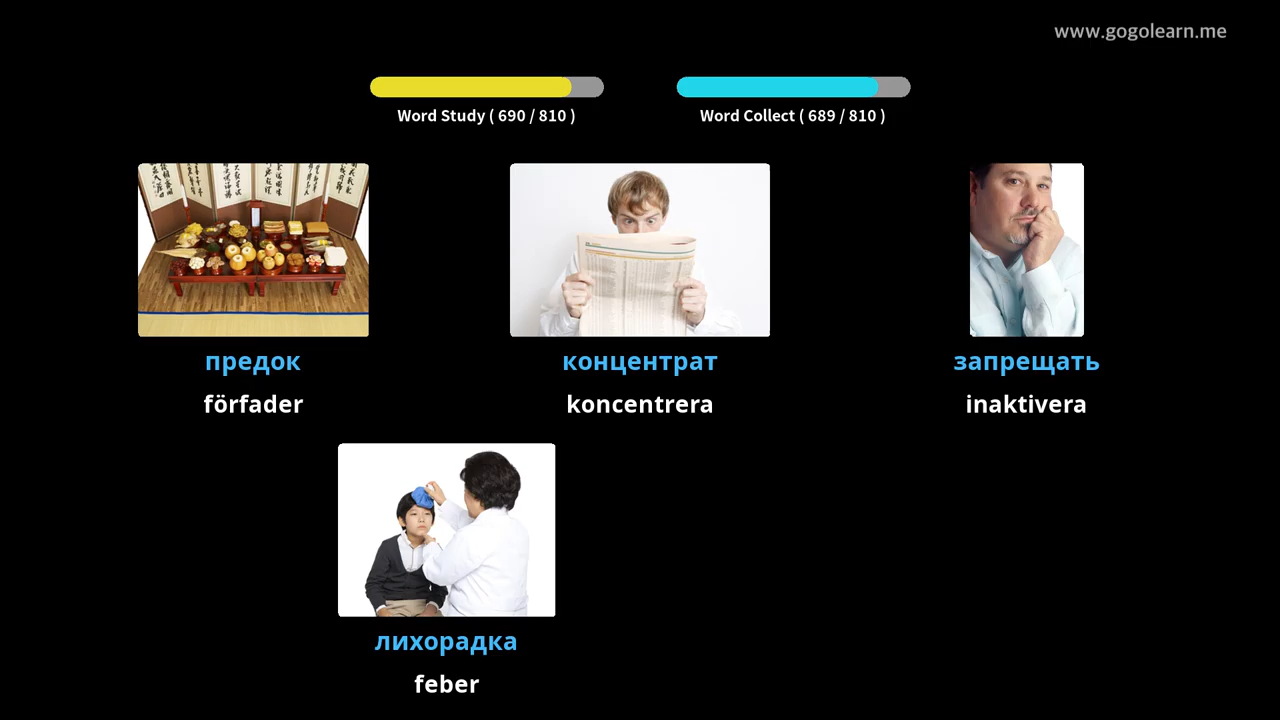 www.gogolearn.me
Word Study ( 690 / 810 )
Word Collect ( 689 / 810 )
предок
концентрат
запрещать
förfader
koncentrera
inaktivera
лихорадка
feber